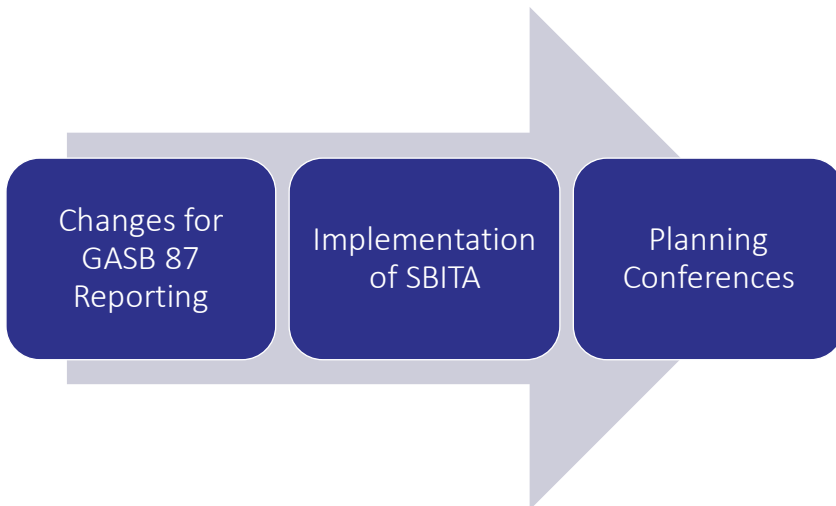 Changes for
GASB 87
Reporting
Implementation
of SBITA
Planning
Conferences